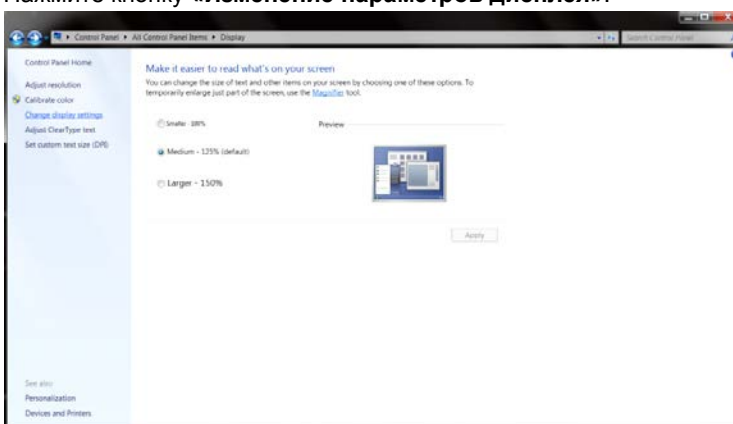 Нажмите кнопку «Изменение параметров дисплея».
Control Panel ▸ All Control Panel Items ▸ Display
Search Control Panel
Control Panel Home
Adjust resolution
Calibrate color
Change display settings
Adjust ClearType text
Set custom text size (DPI)
See also
Personalization
Devices and Printers
Make it easier to read what's on your screen
You can change the size of text and other items on your screen by choosing one of these options. To
temporarily enlarge just part of the screen, use the Magnifier tool.
Smaller - 100%
Preview
Medium - 125% (default)
Larger - 150%
Apply